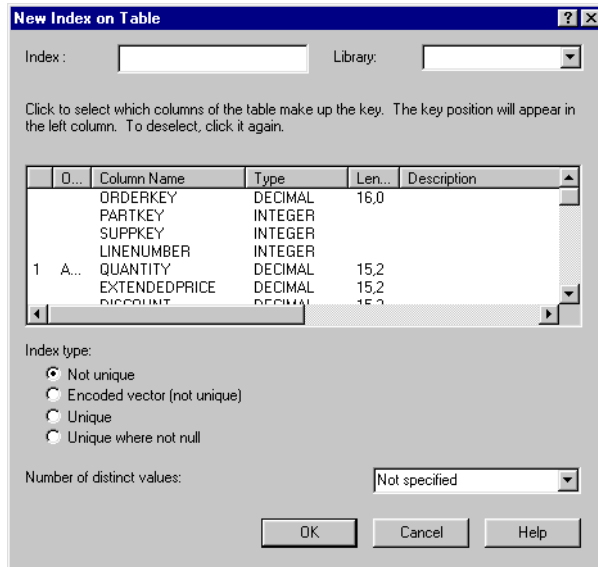 New Index on Table
Index :
Library:
Click to select which columns of the table make up the key. The key position will appear in
the left column. To deselect, click it again.
O... Column Name Type Len... Description
ORDERKEY DECIMAL 16,0
PARTKEY INTEGER
SUPPKEY INTEGER
LINENUMBER INTEGER
1 A... QUANTITY DECIMAL 15,2
EXTENDEDPRICE DECIMAL 15,2
DISCOUNT DECIMAL 15,2
Index type:
Not unique
Encoded vector (not unique)
Unique
Unique where not null
Number of distinct values: Not specified
OK Cancel Help